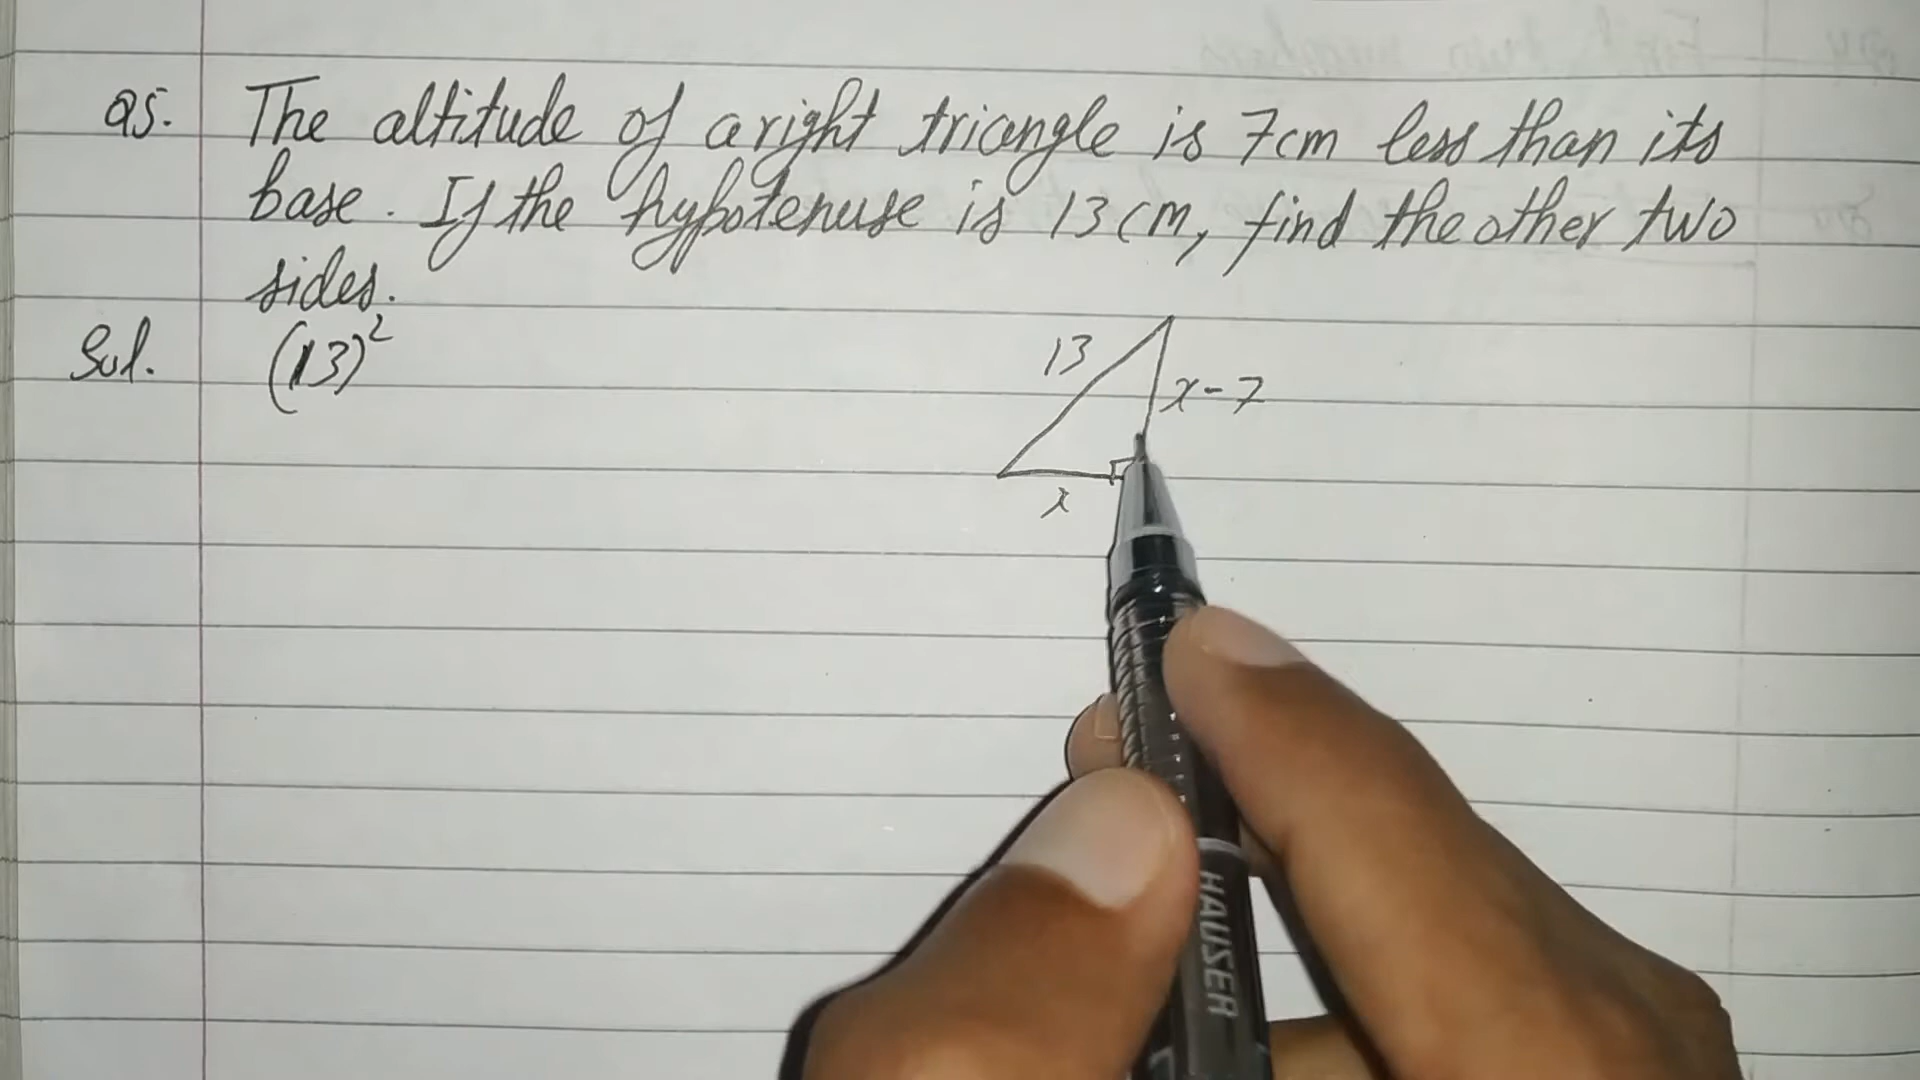 Q5. The altitude of a right triangle is 7cm less than its
base. If the hypotenuse is 13cm, find the other two
sides.
Sol. (13)²
13
x-7
x
HAUSER